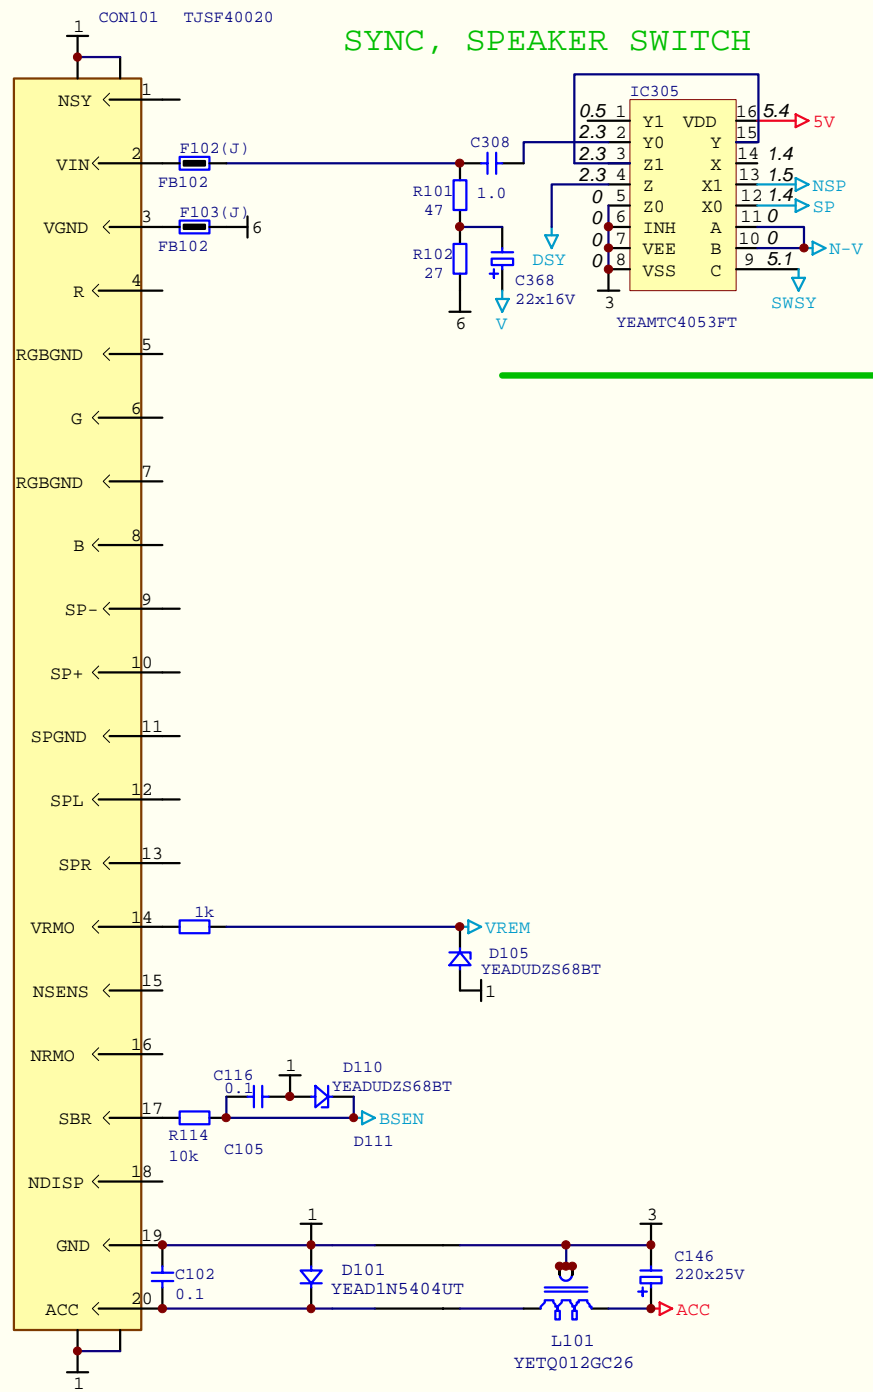 CON101 TJSF40020
1
SYNC, SPEAKER SWITCH
NSY 1
VIN 2 F102(J)
FB102
VGND 3 F103(J) 6
FB102
R 4
RGBGND 5
G 6
RGBGND 7
B 8
SP- 9
SP+ 10
SPGND 11
SPL 12
SPR 13
VRMO 14
NSENS 15
NRMO 16
SBR 17
NDISP 18
GND 19
ACC 20
1
C308
1.0
R101
47
R102
27
6
C368
22x16V
+
V
DSY
IC305
0.5 1 Y1 VDD 16 5.4 5V
2.3 2 Y0 Y 15
2.3 3 Z1 X 14 1.4
2.3 4 Z X1 13 1.5 NSP
0 5 Z0 X0 12 1.4 SP
0 6 INH A 11 0
0 7 VEE B 10 0 N-V
0 8 VSS C 9 5.1
3
SWSY
YEAMTC4053FT
1k
VREM
D105
YEADUDZS68BT
1
C116
0.1
1
D110
YEADUDZS68BT
BSEN
R114
10k
C105
D111
1
3
C102
0.1
D101
YEAD1N5404UT
C146
220x25V
+
ACC
L101
YETQ012GC26